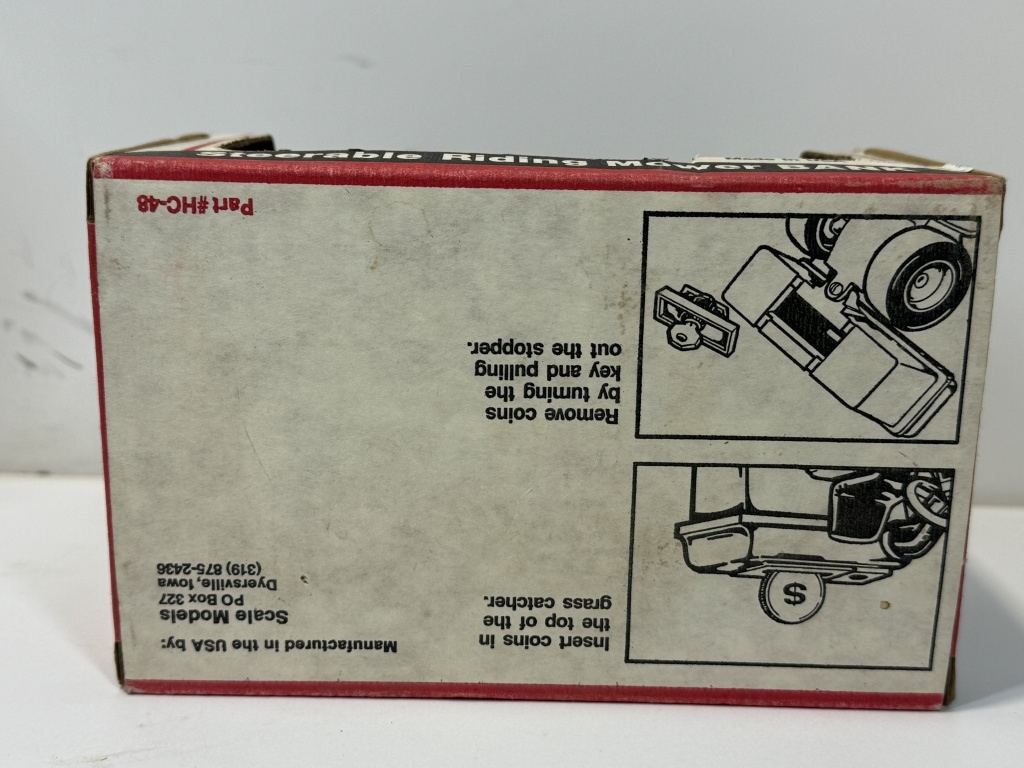 Steerable Riding Mower BANK
Manufactured in the USA by:
Scale Models
PO Box 327
Dyersville, Iowa
(319) 875-2436
Insert coins in
the top of the
grass catcher.
$
Remove coins
by turning the
key and pulling
out the stopper.
Part #HC-48